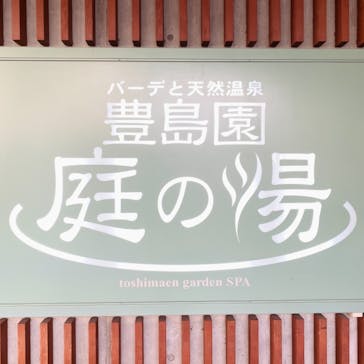 バーデと天然温泉
豊島園
庭の湯
toshimaen garden SPA